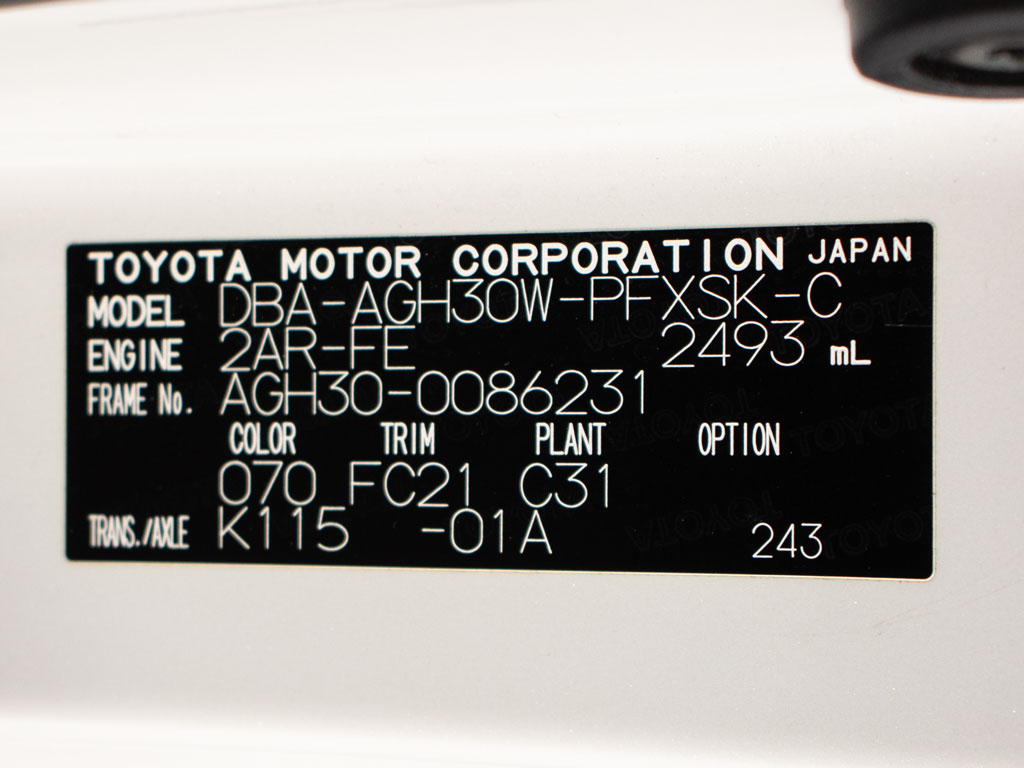 TOYOTA MOTOR CORPORATION JAPAN
MODEL DBA-AGH30W-PFXSK-C
ENGINE 2AR-FE 2493 mL
FRAME No. AGH30-0086231
COLOR TRIM PLANT OPTION
070 FC21 C31
TRANS./AXLE K115 -01A 243